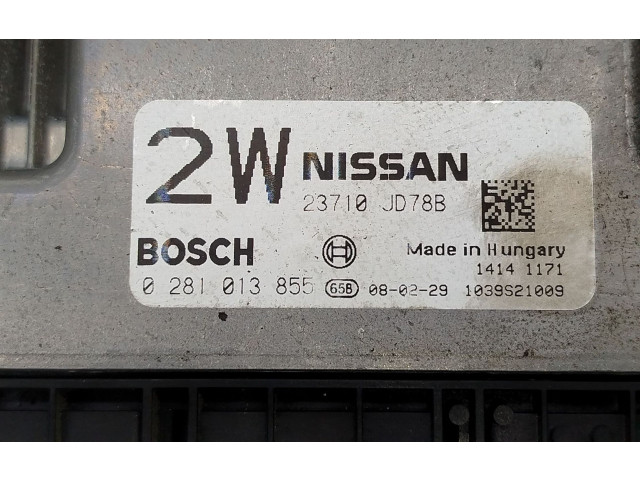 2W NISSAN
23710 JD78B
BOSCH
Made in Hungary
1414 1171
0 281 013 855 65B 08-02-29 1039S21009